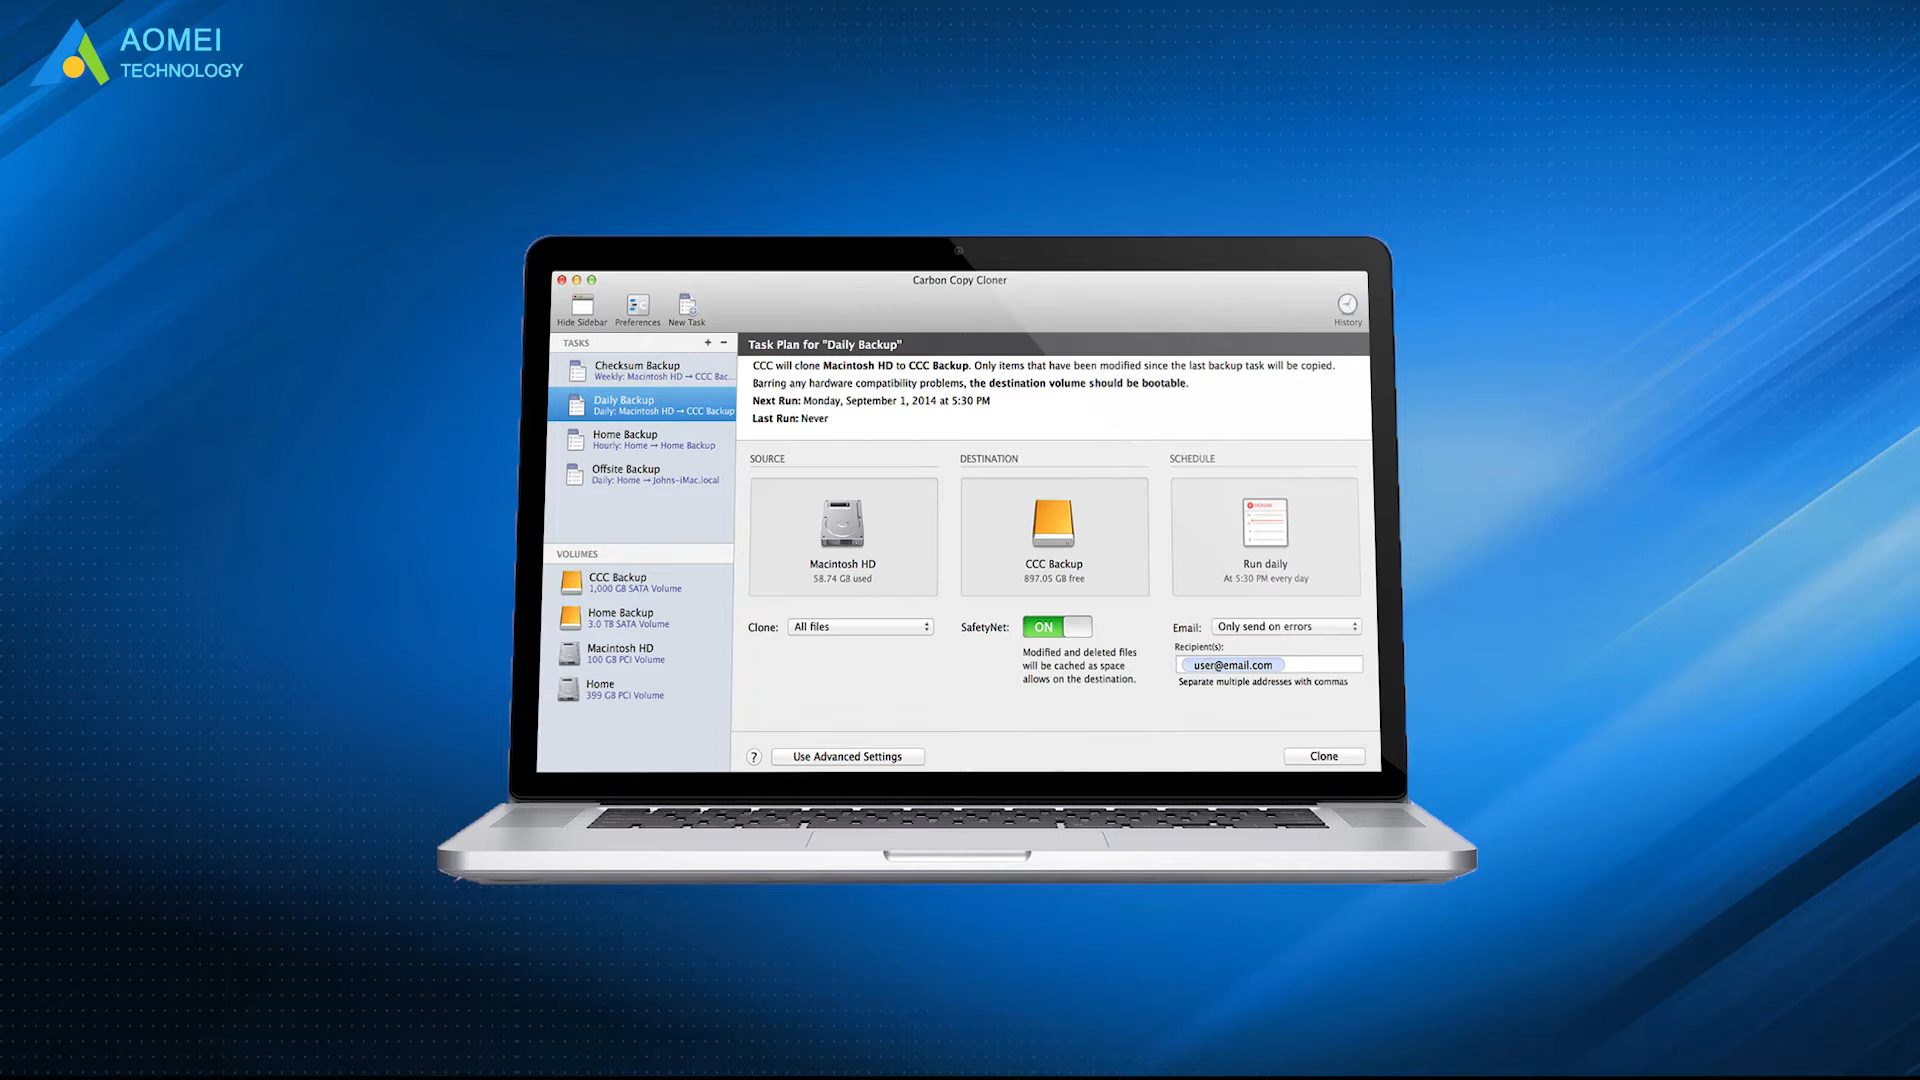 AOMEI
TECHNOLOGY
Carbon Copy Cloner
Hide Sidebar
Preferences
New Task
History
TASKS
+ −
Checksum Backup
Weekly: Macintosh HD → CCC Bac...
Daily Backup
Daily: Macintosh HD → CCC Backup
Home Backup
Hourly: Home → Home Backup
Offsite Backup
Daily: Home → Johns-iMac.local
VOLUMES
CCC Backup
1,000 GB SATA Volume
Home Backup
3.0 TB SATA Volume
Macintosh HD
100 GB PCI Volume
Home
399 GB PCI Volume
Task Plan for "Daily Backup"
CCC will clone Macintosh HD to CCC Backup. Only items that have been modified since the last backup task will be copied.
Barring any hardware compatibility problems, the destination volume should be bootable.
Next Run: Monday, September 1, 2014 at 5:30 PM
Last Run: Never
SOURCE
Macintosh HD
58.74 GB used
Clone: All files
DESTINATION
CCC Backup
897.05 GB free
SafetyNet: ON
Modified and deleted files
will be cached as space
allows on the destination.
SCHEDULE
MONDAY
Run daily
At 5:30 PM every day
Email: Only send on errors
Recipient(s):
user@email.com
Separate multiple addresses with commas
?
Use Advanced Settings
Clone